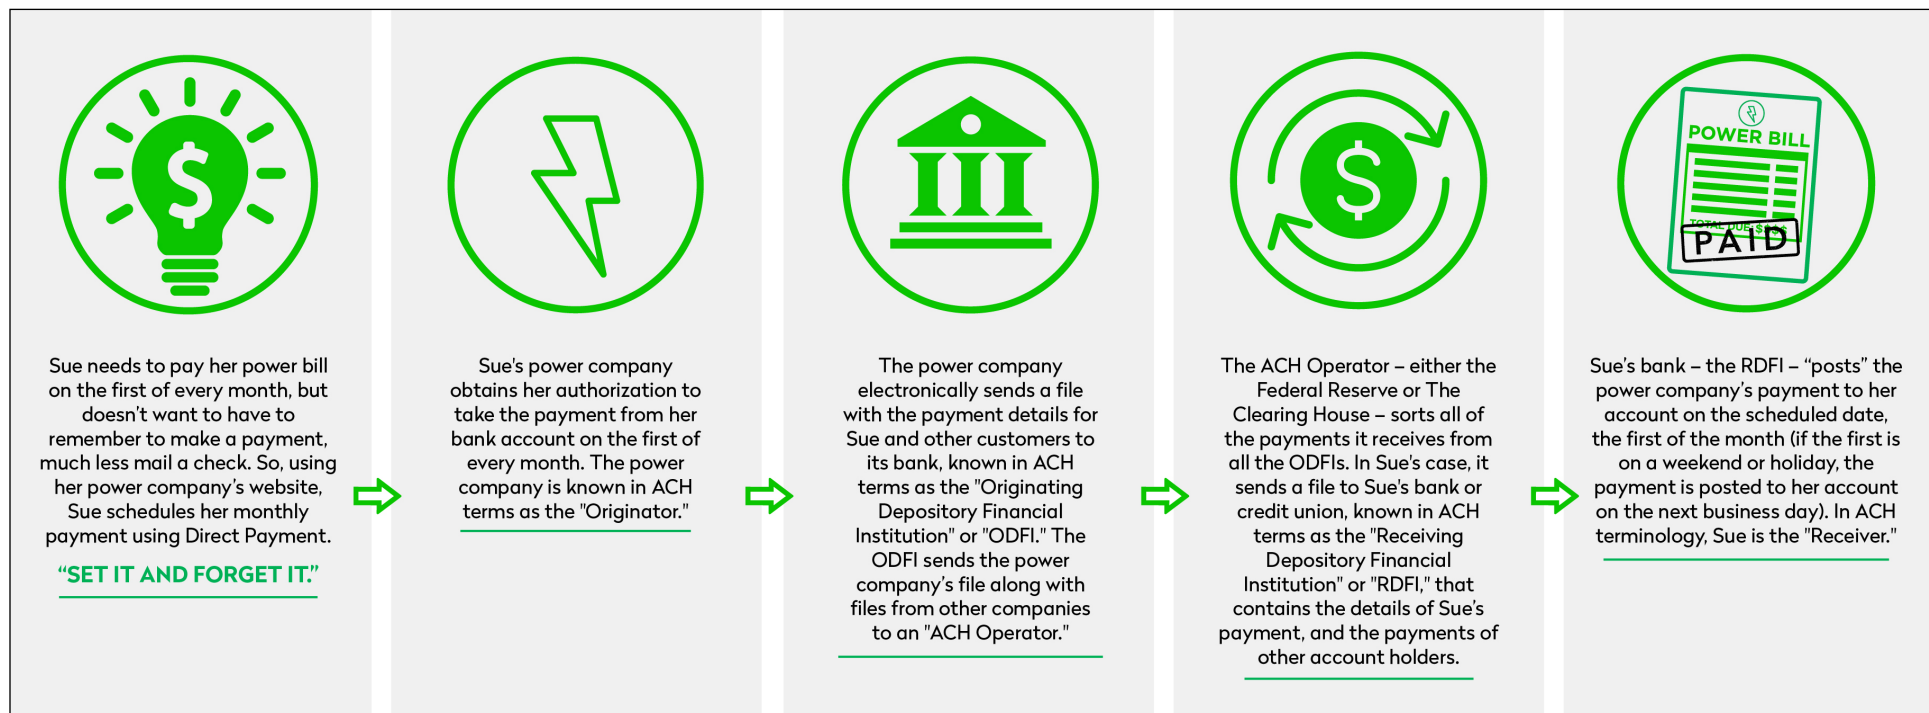 Sue needs to pay her power bill
on the first of every month, but
doesn't want to have to
remember to make a payment,
much less mail a check. So, using
her power company's website,
Sue schedules her monthly
payment using Direct Payment.
“SET IT AND FORGET IT.”
Sue's power company
obtains her authorization to
take the payment from her
bank account on the first of
every month. The power
company is known in ACH
terms as the "Originator."
The power company
electronically sends a file
with the payment details for
Sue and other customers to
its bank, known in ACH
terms as the "Originating
Depository Financial
Institution" or "ODFI." The
ODFI sends the power
company's file along with
files from other companies
to an "ACH Operator."
The ACH Operator – either the
Federal Reserve or The
Clearing House – sorts all of
the payments it receives from
all the ODFIs. In Sue's case, it
sends a file to Sue's bank or
credit union, known in ACH
terms as the "Receiving
Depository Financial
Institution" or "RDFI," that
contains the details of Sue's
payment, and the payments of
other account holders.
POWER BILL
TOTAL DUE: $$$$
PAID
Sue's bank – the RDFI – “posts” the
power company's payment to her
account on the scheduled date,
the first of the month (if the first is
on a weekend or holiday, the
payment is posted to her account
on the next business day). In ACH
terminology, Sue is the "Receiver."